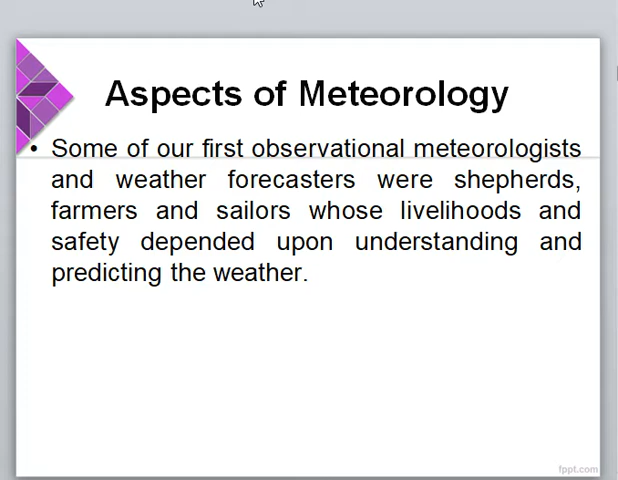 Aspects of Meteorology
• Some of our first observational meteorologists
and weather forecasters were shepherds,
farmers and sailors whose livelihoods and
safety depended upon understanding and
predicting the weather.
fppt.com